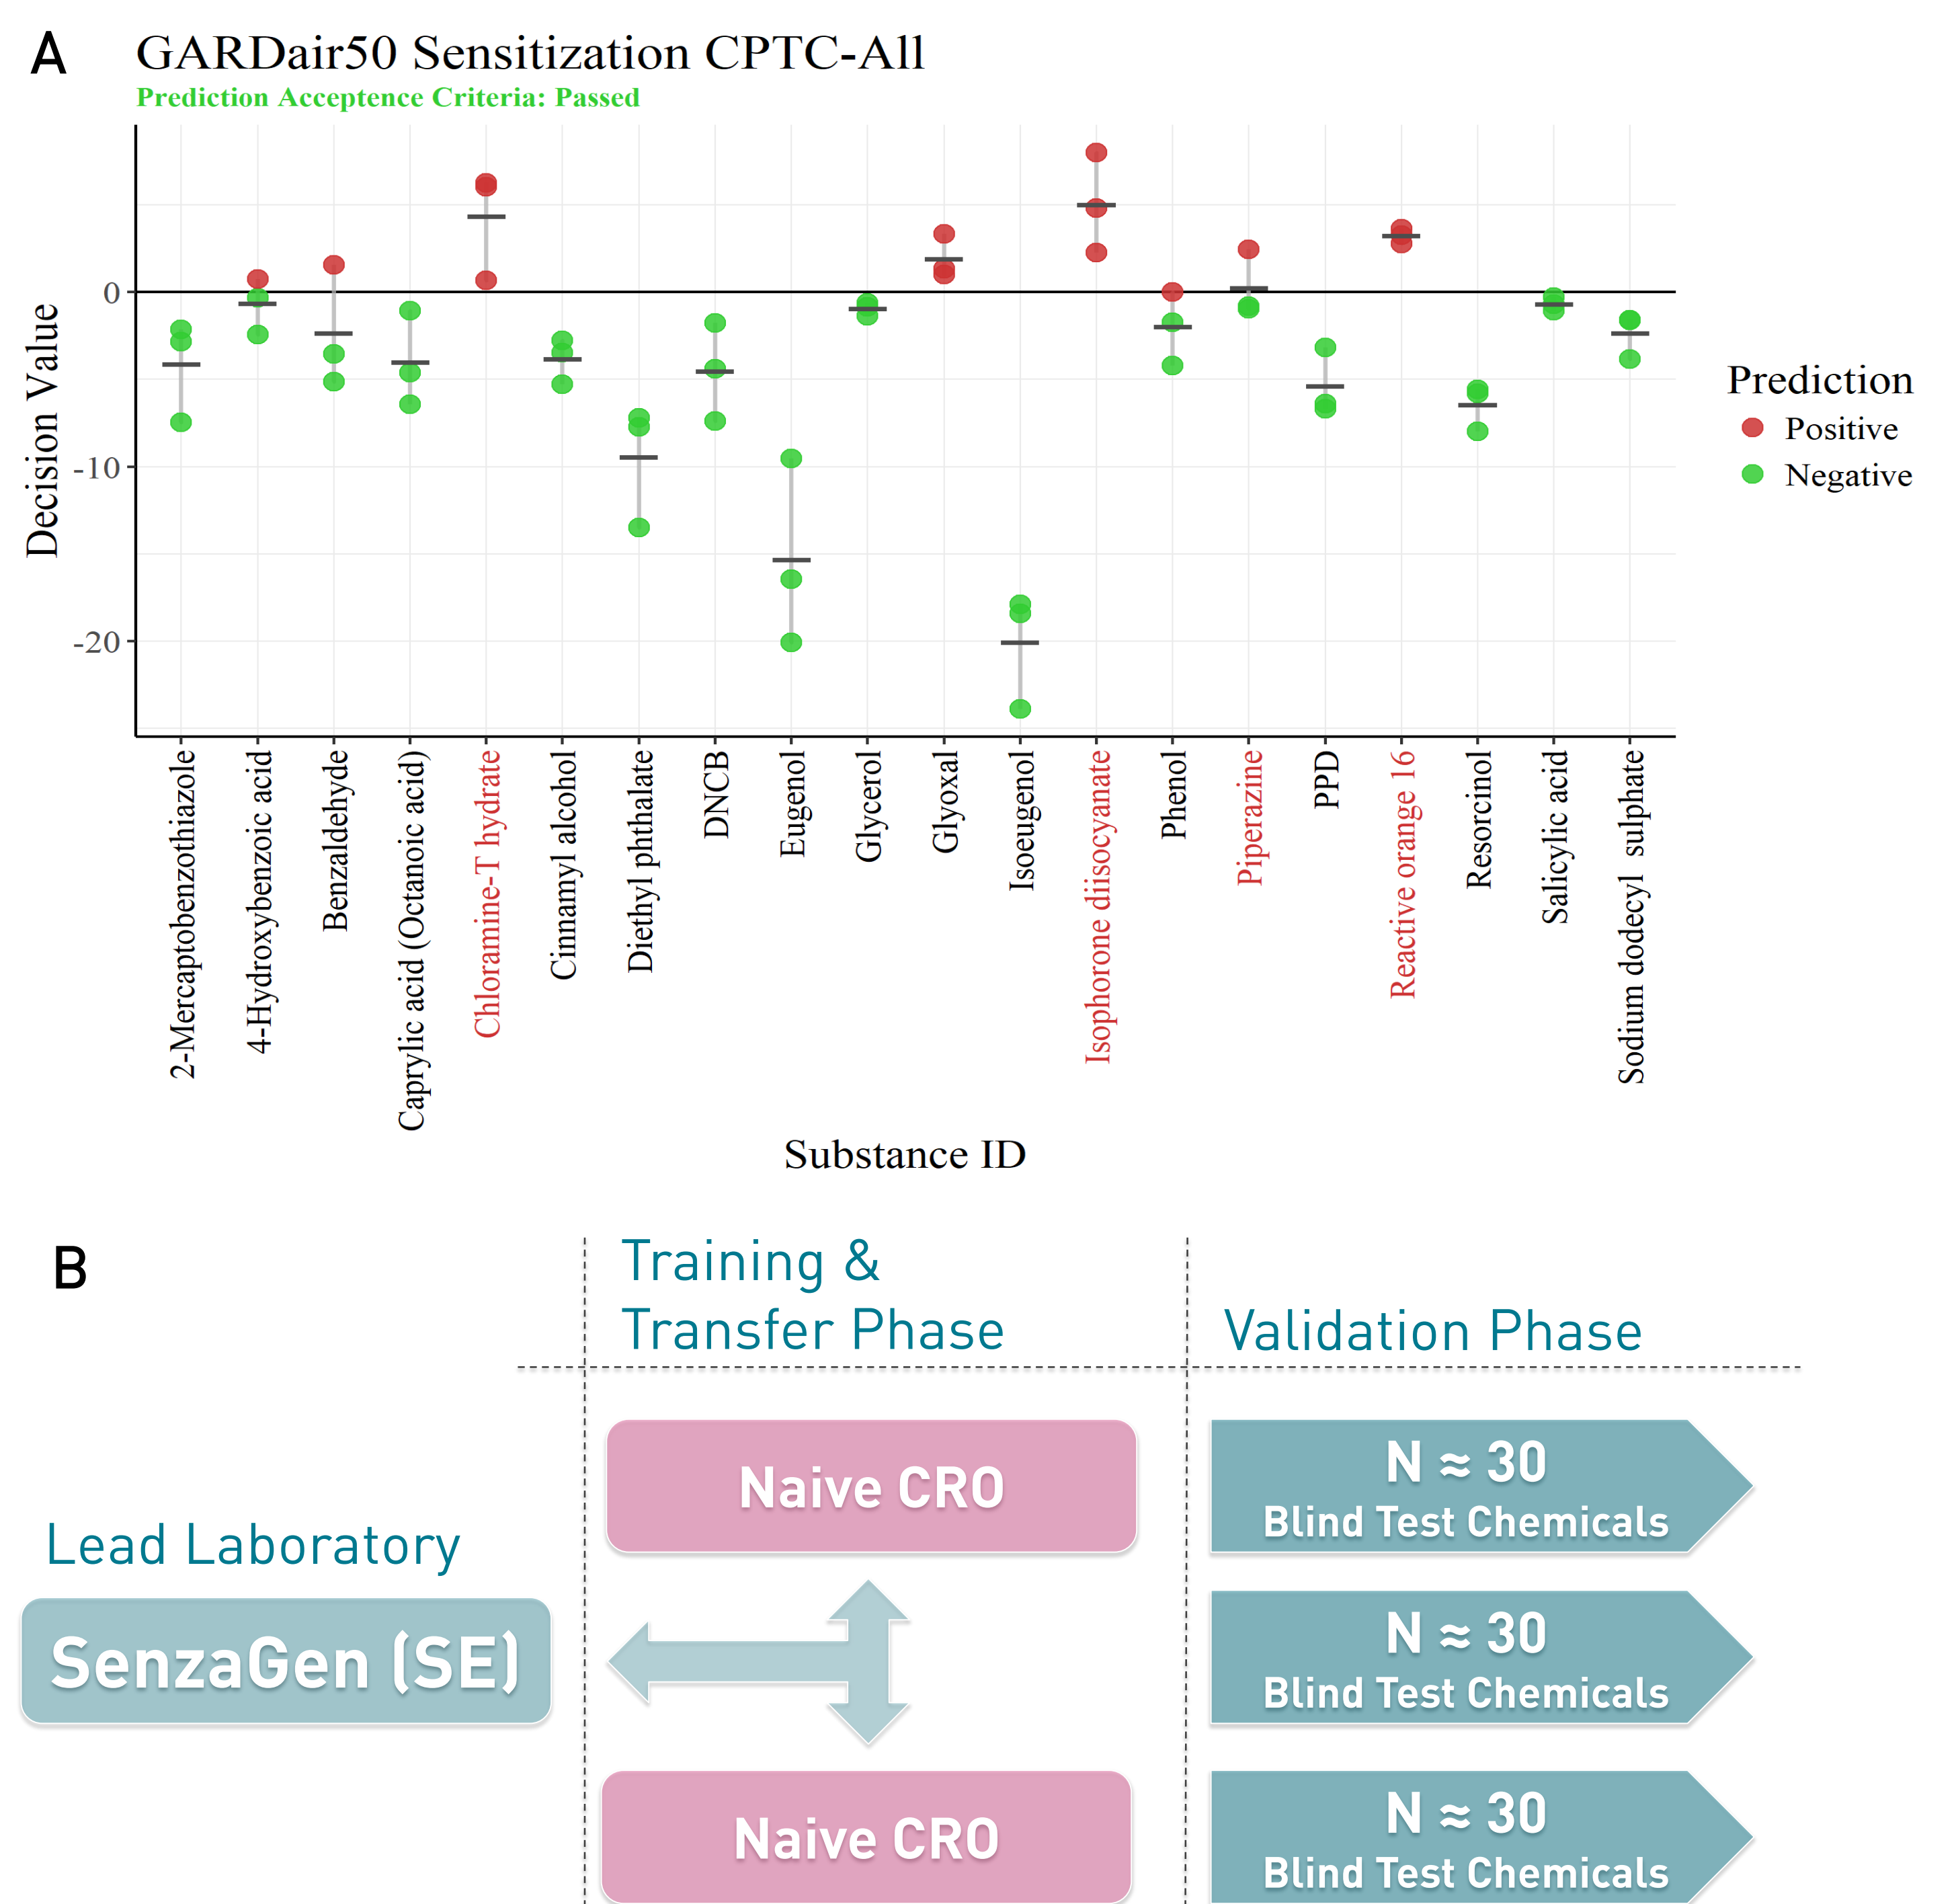 A
GARDair50 Sensitization CPTC-All
Prediction Acceptence Criteria: Passed
Decision Value
0
-10
-20
2-Mercaptobenzothiazole
4-Hydroxybenzoic acid
Benzaldehyde
Caprylic acid (Octanoic acid)
Chloramine-T hydrate
Cinnamyl alcohol
Diethyl phthalate
DNCB
Eugenol
Glycerol
Glyoxal
Isoeugenol
Isophorone diisocyanate
Phenol
Piperazine
PPD
Reactive orange 16
Resorcinol
Salicylic acid
Sodium dodecyl sulphate
Substance ID
Prediction
Positive
Negative
B
Training &
Transfer Phase
Validation Phase
Lead Laboratory
SenzaGen (SE)
Naive CRO
Naive CRO
N ≈ 30
Blind Test Chemicals
N ≈ 30
Blind Test Chemicals
N ≈ 30
Blind Test Chemicals